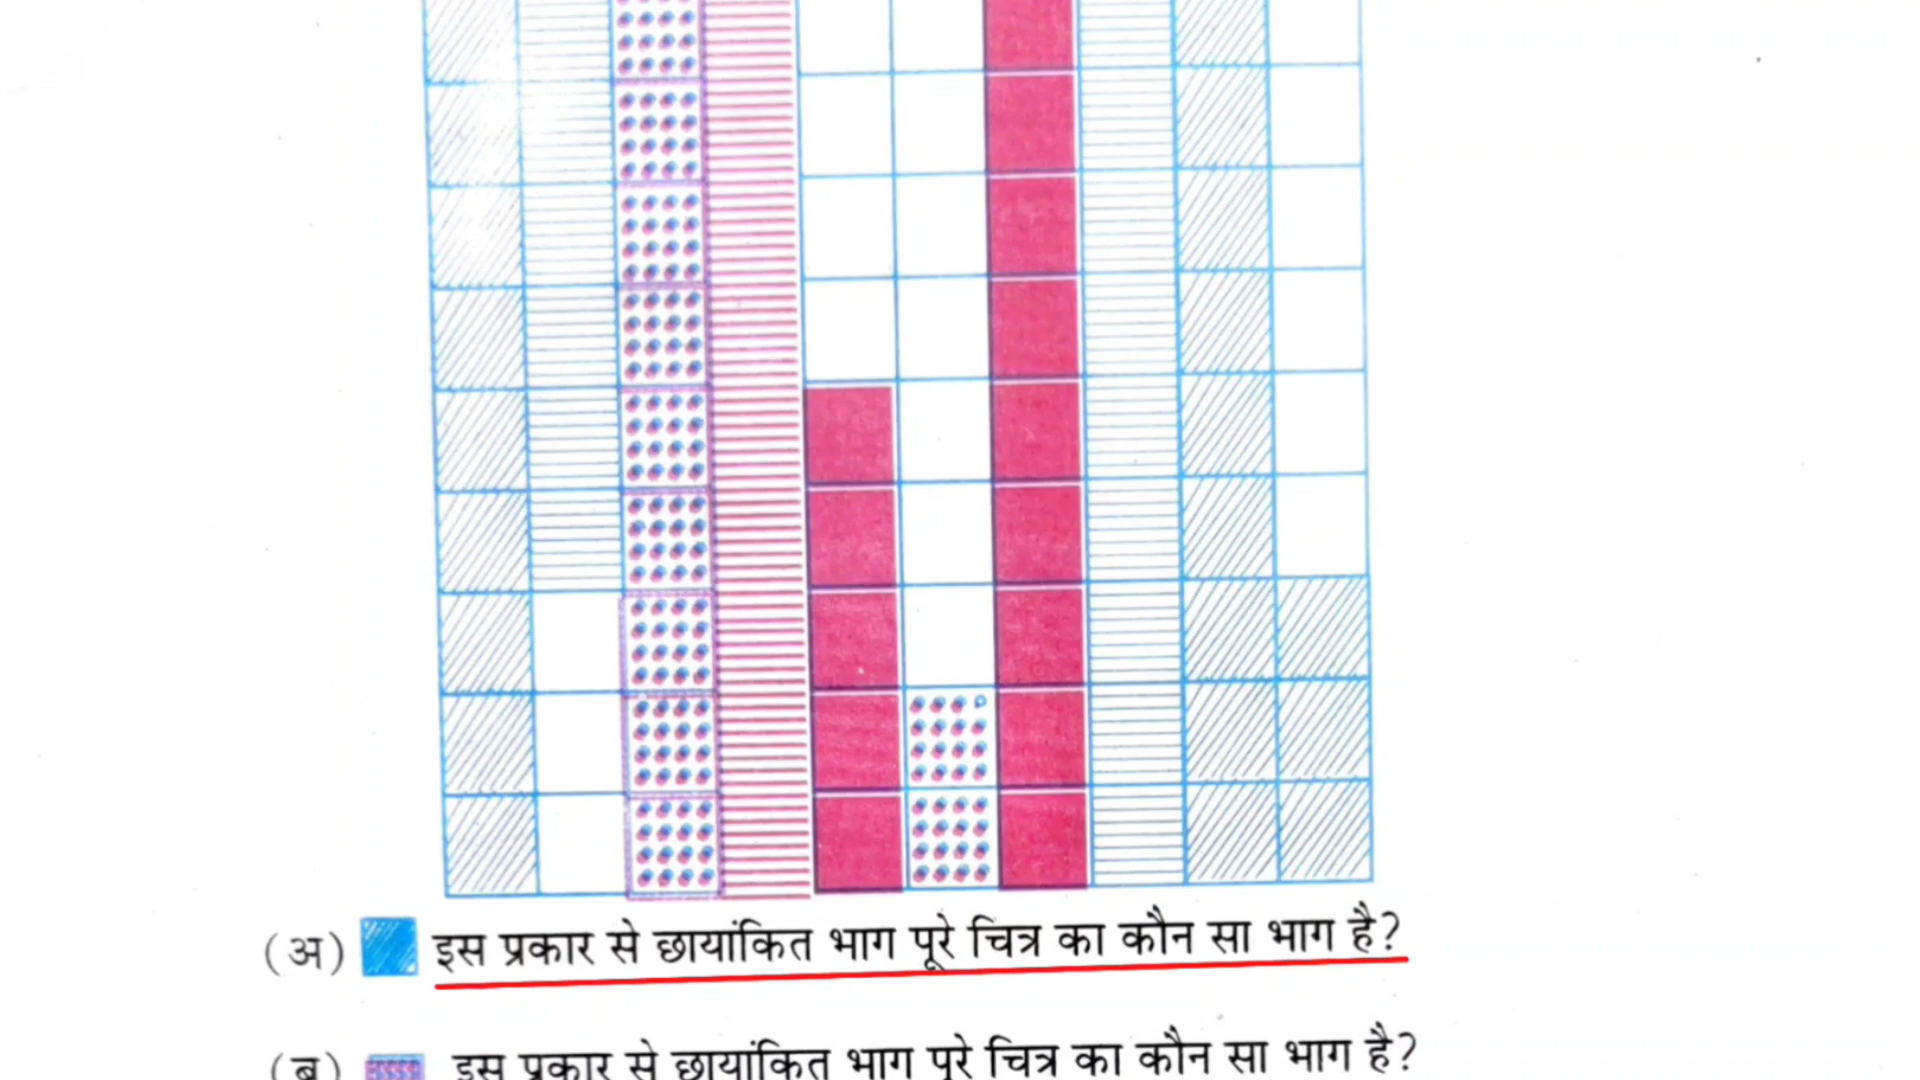 (अ) इस प्रकार से छायांकित भाग पूरे चित्र का कौन सा भाग है?
(ब) इस प्रकार से छायांकित भाग पूरे चित्र का कौन सा भाग है?